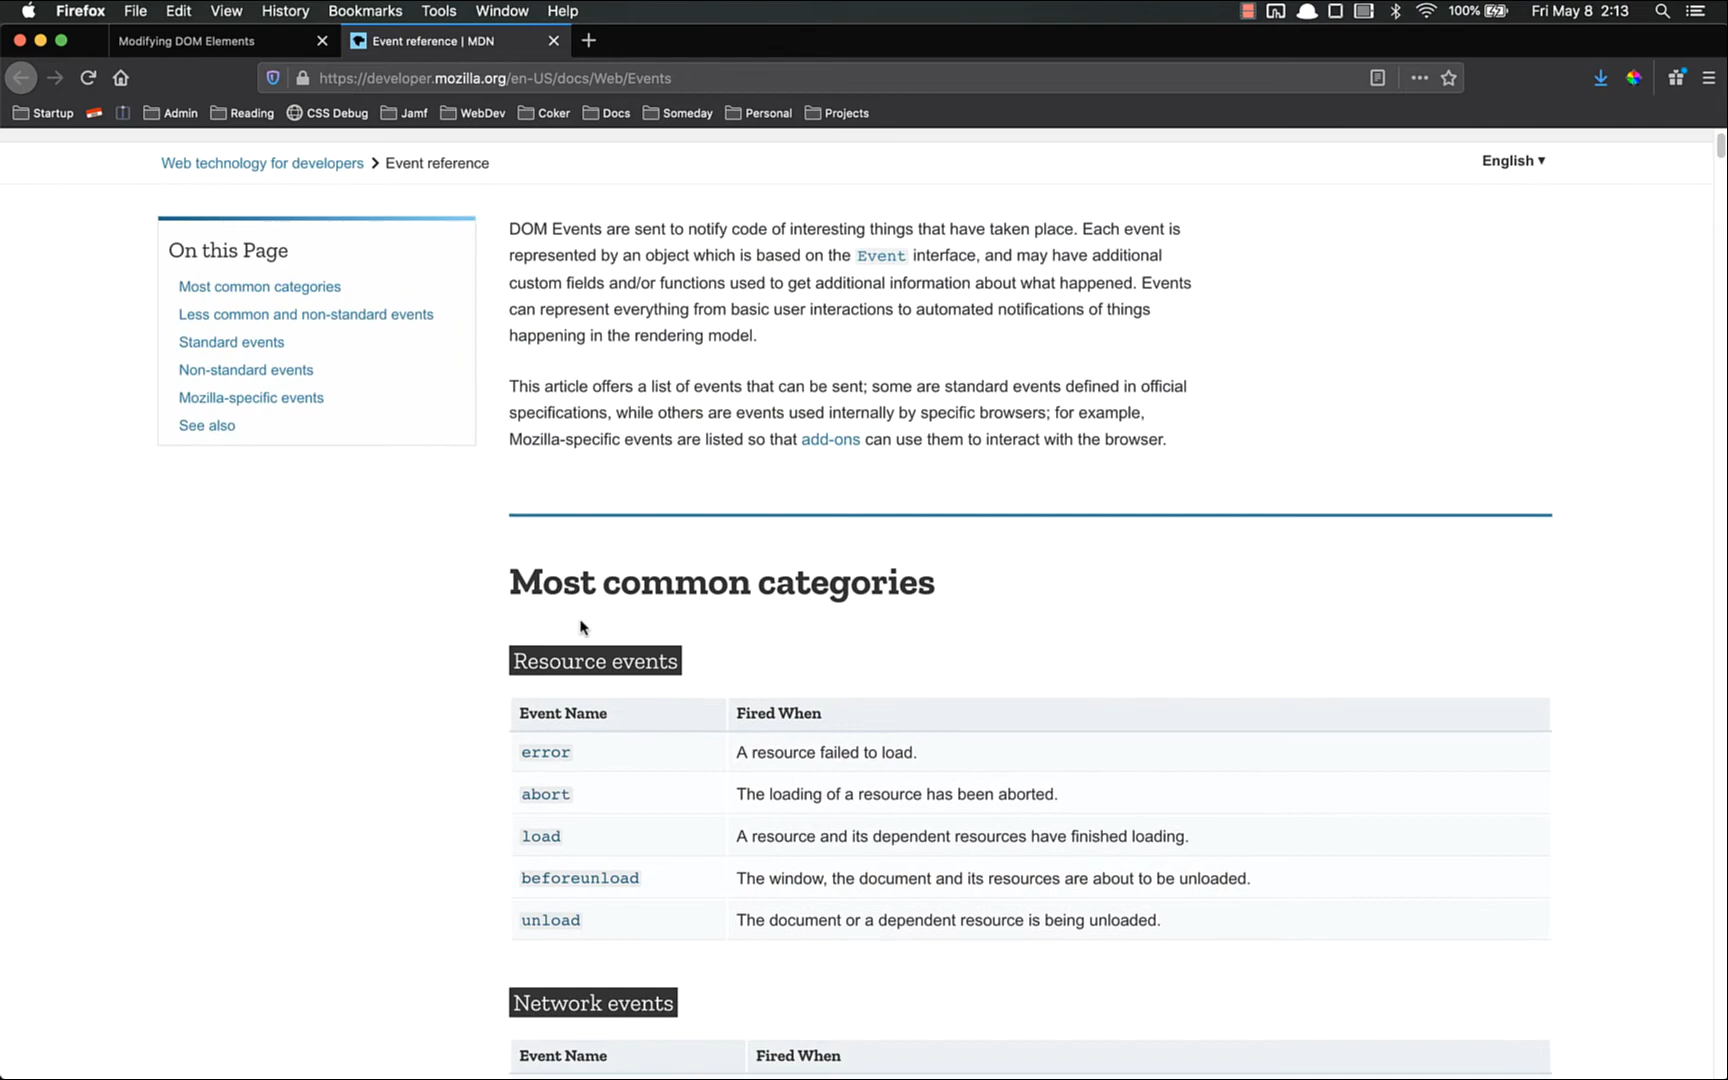 Firefox File Edit View History Bookmarks Tools Window Help 100% Fri May 8 2:13
Modifying DOM Elements Event reference | MDN
https://developer.mozilla.org/en-US/docs/Web/Events
Startup Admin Reading CSS Debug Jamf WebDev Coker Docs Someday Personal Projects
Web technology for developers Event reference English
On this Page
Most common categories
Less common and non-standard events
Standard events
Non-standard events
Mozilla-specific events
See also
DOM Events are sent to notify code of interesting things that have taken place. Each event is
represented by an object which is based on the Event interface, and may have additional
custom fields and/or functions used to get additional information about what happened. Events
can represent everything from basic user interactions to automated notifications of things
happening in the rendering model.
This article offers a list of events that can be sent; some are standard events defined in official
specifications, while others are events used internally by specific browsers; for example,
Mozilla-specific events are listed so that add-ons can use them to interact with the browser.
Most common categories
Resource events
Event Name Fired When
error A resource failed to load.
abort The loading of a resource has been aborted.
load A resource and its dependent resources have finished loading.
beforeunload The window, the document and its resources are about to be unloaded.
unload The document or a dependent resource is being unloaded.
Network events
Event Name Fired When